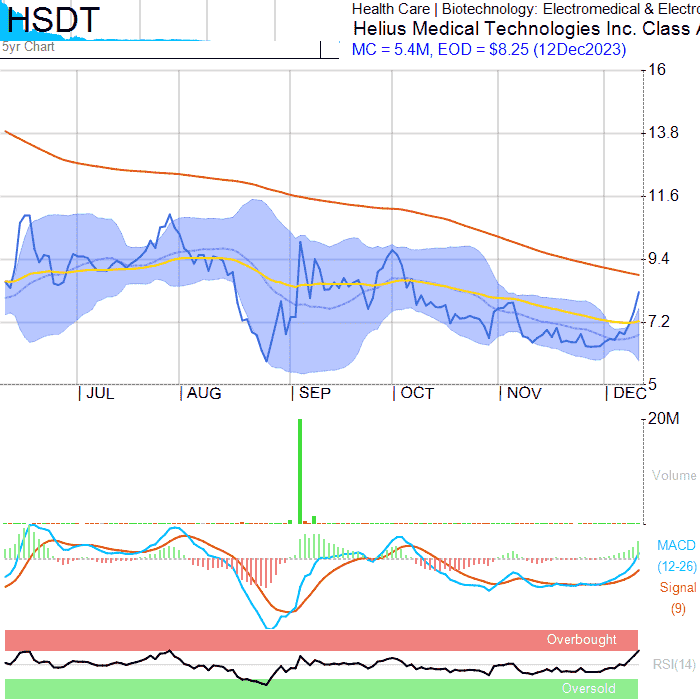 HSDT
5yr Chart
Health Care | Biotechnology: Electromedical & Electro
Helius Medical Technologies Inc. Class A
MC = 5.4M, EOD = $8.25 (12Dec2023)
16
13.8
11.6
9.4
7.2
5
JUL
AUG
SEP
OCT
NOV
DEC
20M
Volume
MACD
(12-26)
Signal
(9)
Overbought
RSI(14)
Oversold